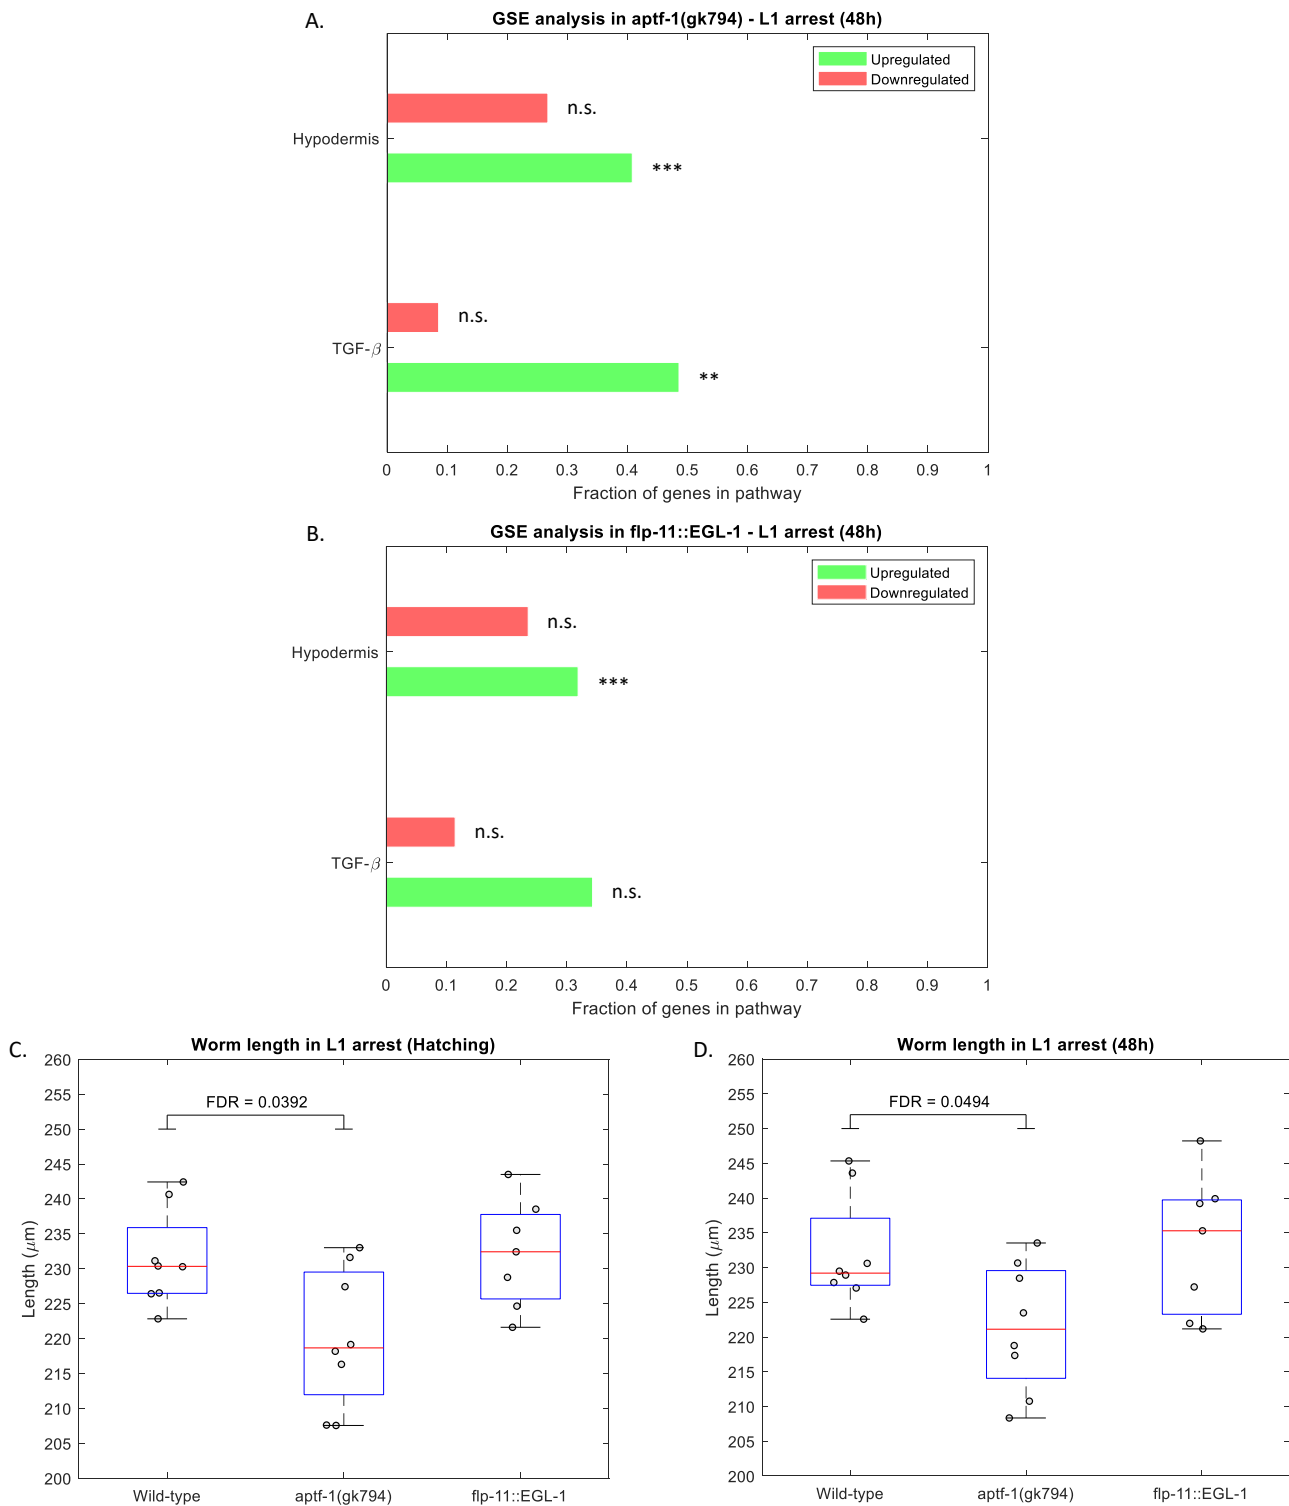 A.
GSE analysis in aptf-1(gk794) - L1 arrest (48h)
Upregulated
Downregulated
n.s.
Hypodermis
***
n.s.
TGF-β
**
0 0.1 0.2 0.3 0.4 0.5 0.6 0.7 0.8 0.9 1
Fraction of genes in pathway
B.
GSE analysis in flp-11::EGL-1 - L1 arrest (48h)
Upregulated
Downregulated
n.s.
Hypodermis
***
n.s.
TGF-β
n.s.
0 0.1 0.2 0.3 0.4 0.5 0.6 0.7 0.8 0.9 1
Fraction of genes in pathway
C.
Worm length in L1 arrest (Hatching)
260
255
250
245
240
235
230
225
220
215
210
205
200
Length (μm)
FDR = 0.0392
Wild-type aptf-1(gk794) flp-11::EGL-1
D.
Worm length in L1 arrest (48h)
260
255
250
245
240
235
230
225
220
215
210
205
200
Length (μm)
FDR = 0.0494
Wild-type aptf-1(gk794) flp-11::EGL-1